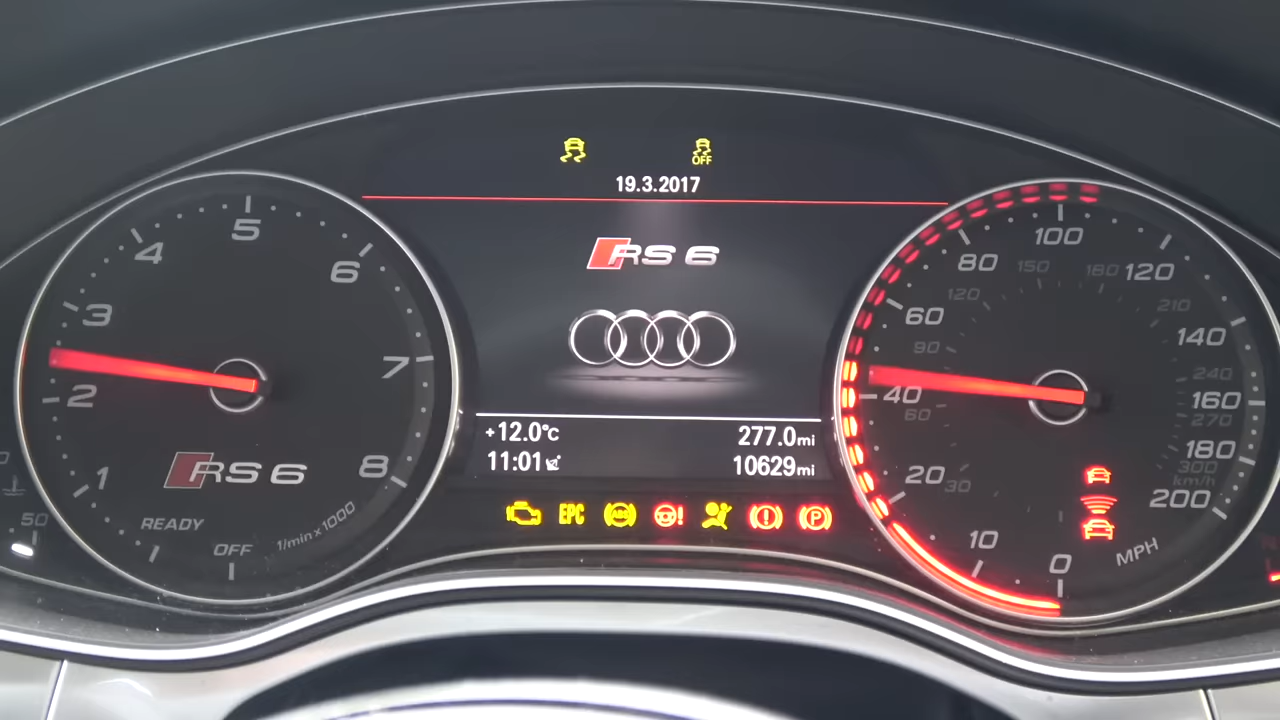 OFF
19.3.2017
RS 6
+12.0°C
277.0mi
11:01
10629mi
EPC
ABS
!
!
P
1
2
3
4
5
6
7
8
RS 6
READY
OFF
1/min x 1000
50
0
10
20
40
60
80
100
120
140
160
180
200
MPH
30
60
90
120
150
180
210
240
270
300
km/h